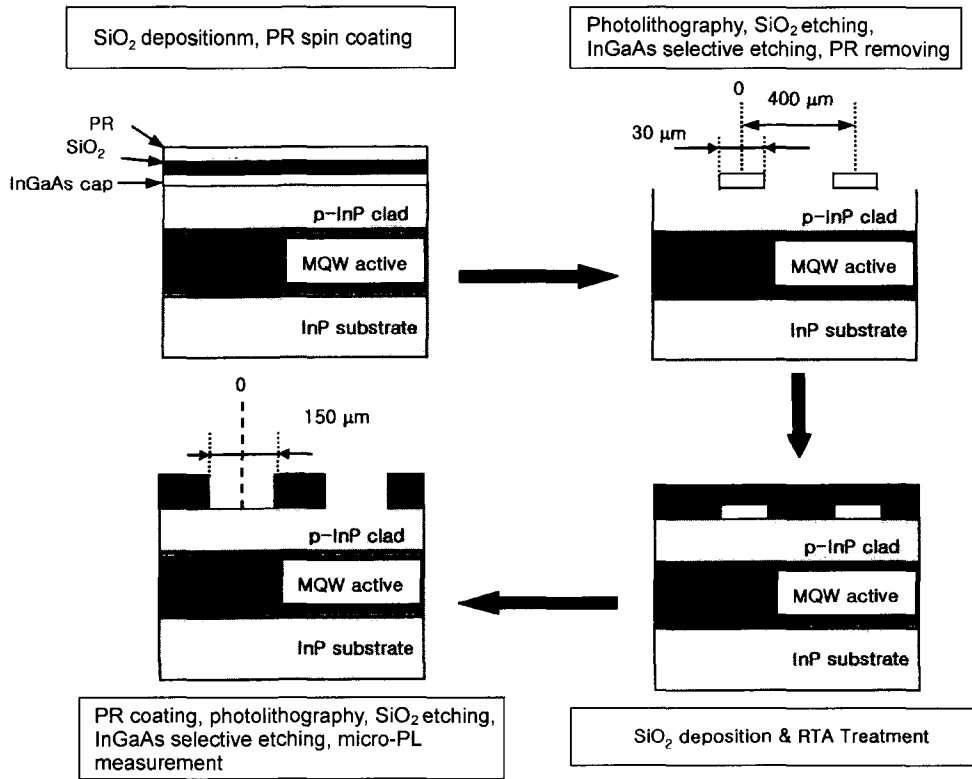 SiO₂ depositionm, PR spin coating
PR
SiO₂
InGaAs cap
p-InP clad
MQW active
InP substrate
Photolithography, SiO₂ etching,
InGaAs selective etching, PR removing
0
400 μm
30 μm
p-InP clad
MQW active
InP substrate
p-InP clad
MQW active
InP substrate
SiO₂ deposition & RTA Treatment
0
150 μm
p-InP clad
MQW active
InP substrate
PR coating, photolithography, SiO₂ etching,
InGaAs selective etching, micro-PL
measurement